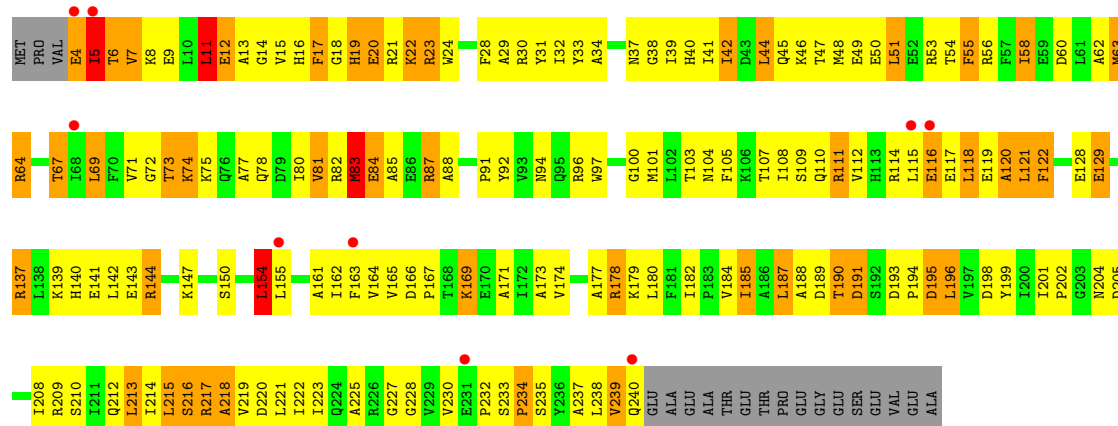 MET PRO VAL E4 I5 T6 V7 K8 E9 L10 L11 E12 A13 G14 V15 H16 F17 G18 H19 E20 R21 K22 R23 W24 F28 A29 R30 Y31 I32 Y33 A34 N37 G38 I39 H40 I41 I42 D43 L44 Q45 K46 T47 M48 E49 E50 L51 E52 R53 T54 F55 R56 F57 I58 E59 D60 L61 A62 M63
R64 T67 I68 L69 F70 V71 G72 T73 K74 K75 Q76 A77 Q78 D79 I80 V81 R82 M83 E84 A85 E86 R87 A88 P91 Y92 V93 N94 Q95 R96 W97 G100 M101 L102 T103 N104 F105 K106 T107 I108 S109 Q110 R111 V112 H113 R114 L115 E116 E117 L118 E119 A120 L121 F122 E128 E129
R137 L138 K139 H140 E141 L142 E143 R144 K147 S150 L154 L155 A161 I162 F163 V164 V165 D166 P167 T168 K169 E170 A171 I172 A173 V174 A177 R178 K179 L180 F181 I182 P183 V184 I185 A186 L187 A188 D189 T190 D191 S192 D193 P194 D195 L196 V197 D198 Y199 I200 I201 P202 G203 N204 D205
I208 R209 S210 I211 Q212 L213 I214 L215 S216 R217 A218 V219 D220 L221 I222 I223 Q224 A225 R226 G227 G228 V229 V230 E231 P232 S233 P234 S235 Y236 A237 L238 V239 Q240 GLU ALA GLU ALA THR GLU THR PRO GLU GLY GLU SER GLU VAL GLU ALA